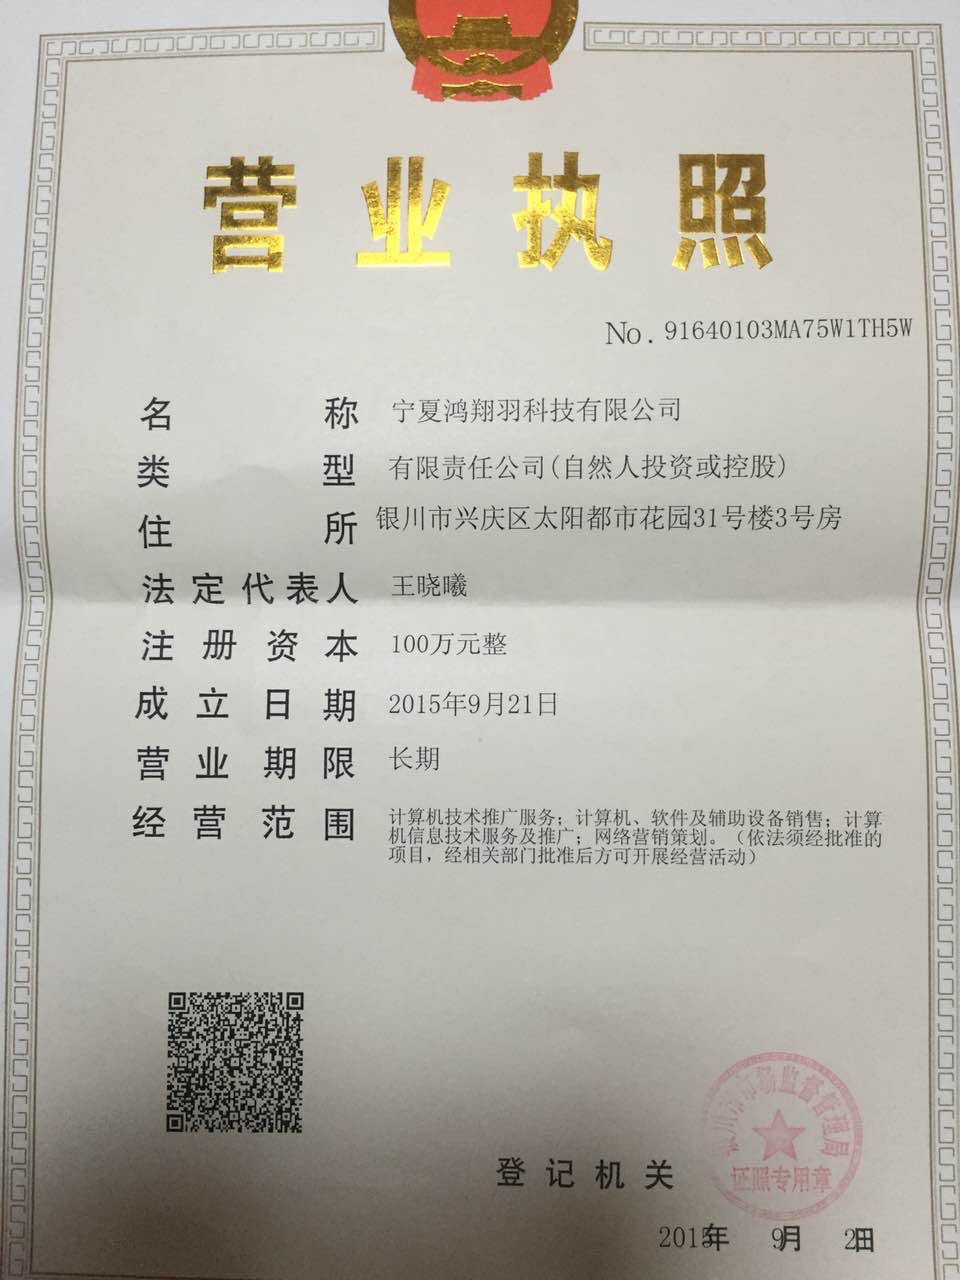 营业执照
No. 91640103MA75W1TH5W
名称 宁夏鸿翔羽科技有限公司
类型 有限责任公司(自然人投资或控股)
住所 银川市兴庆区太阳都市花园31号楼3号房
法定代表人 王晓曦
注册资本 100万元整
成立日期 2015年9月21日
营业期限 长期
经营范围 计算机技术推广服务；计算机、软件及辅助设备销售；计算
机信息技术服务及推广；网络营销策划。（依法须经批准的
项目，经相关部门批准后方可开展经营活动）
银川市市场监督管理局
证照专用章
登记机关
2015年 9月